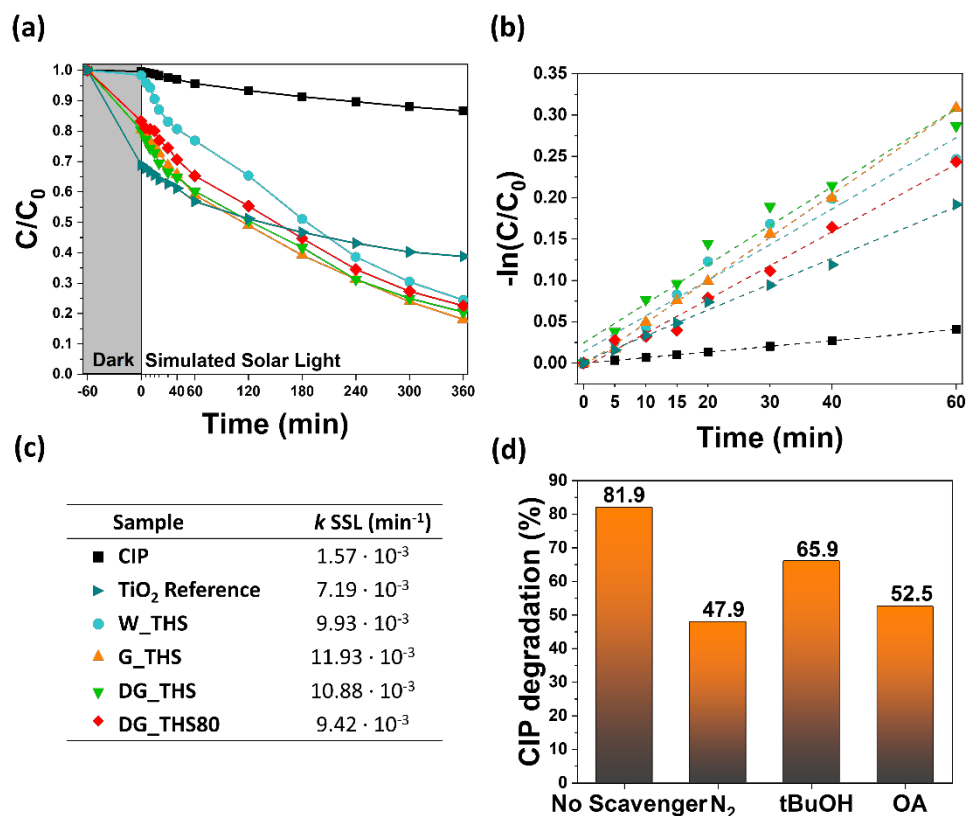 (a)
1.0
0.9
0.8
0.7
0.6
0.5
0.4
0.3
0.2
0.1
0.0
C/C0
Dark
Simulated Solar Light
-60 0 40 60 120 180 240 300 360
Time (min)
(b)
0.35
0.30
0.25
0.20
0.15
0.10
0.05
0.00
-ln(C/C0)
0 5 10 15 20 30 40 60
Time (min)
(c)
Sample k SSL (min-1)
CIP 1.57 · 10-3
TiO2 Reference 7.19 · 10-3
W_THS 9.93 · 10-3
G_THS 11.93 · 10-3
DG_THS 10.88 · 10-3
DG_THS80 9.42 · 10-3
(d)
90
80
70
60
50
40
30
20
10
0
CIP degradation (%)
81.9
47.9
65.9
52.5
No Scavenger N2 tBuOH OA